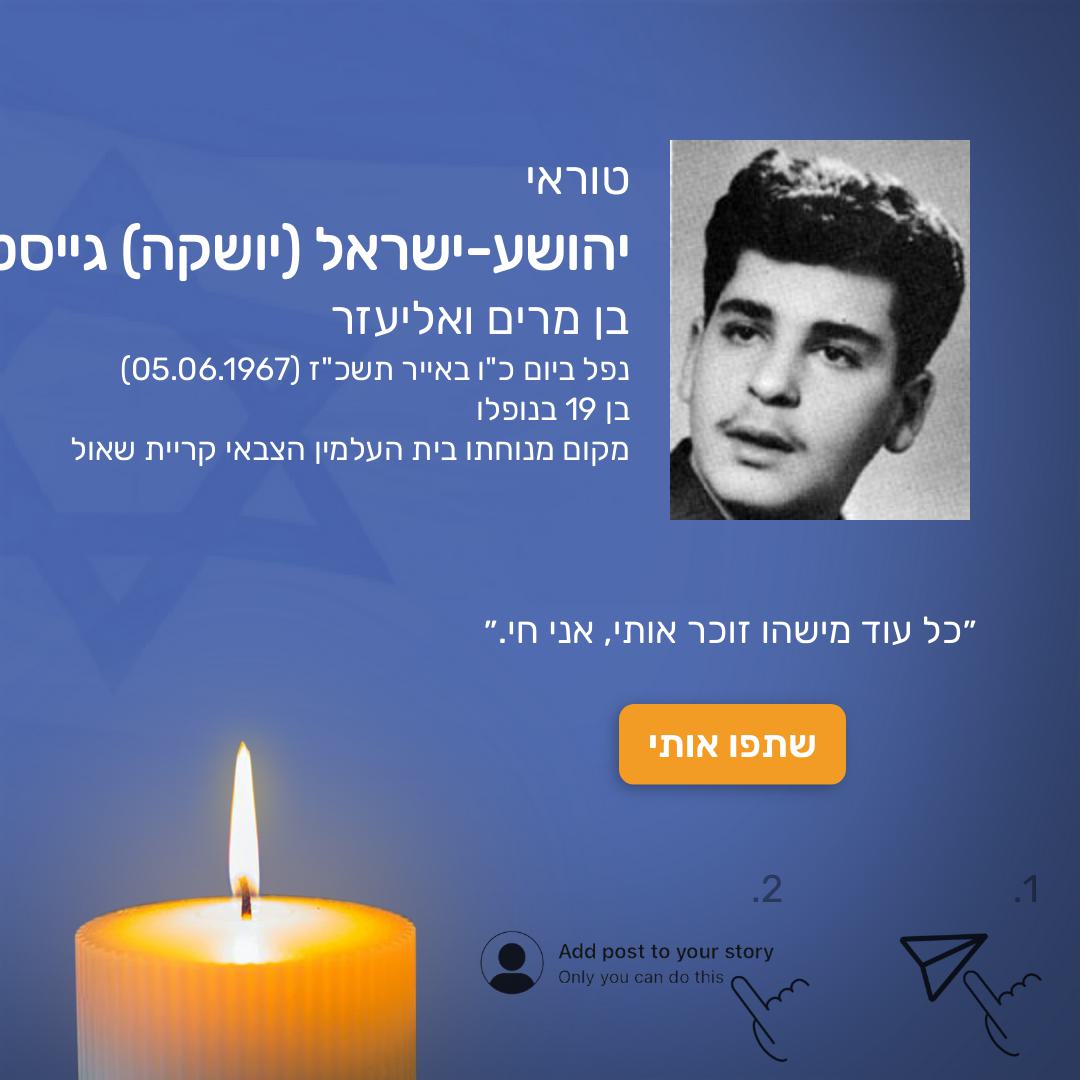 טוראי
יהושע-ישראל (יושקה)
בן מרים ואליעזר
נפל ביום כ"ו באייר תשכ"ז (05.06.1967)
בן 19 בנופלו
מקום מנוחתו בית העלמין הצבאי קריית שאול
״כל עוד מישהו זוכר אותי, אני חי.״
שתפו אותי
1.
2.
Add post to your story
Only you can do this